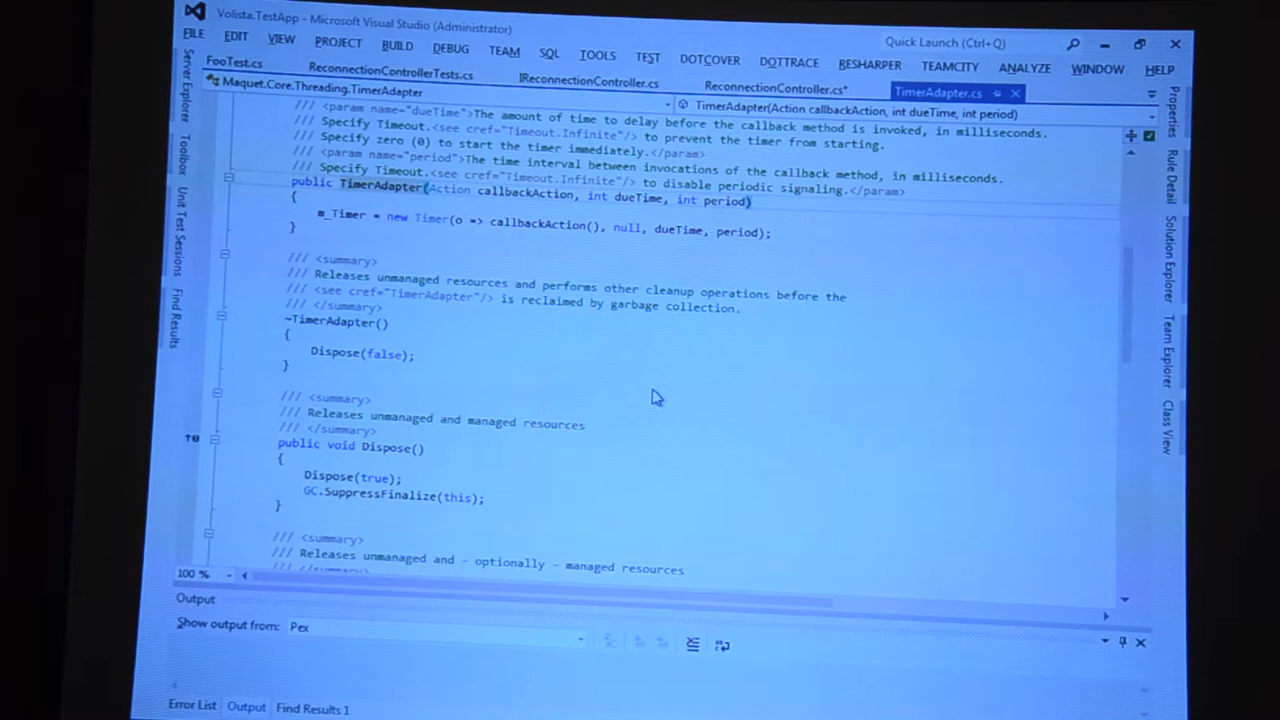 Volista.TestApp - Microsoft Visual Studio (Administrator)
Quick Launch (Ctrl+Q)
FILE EDIT VIEW PROJECT BUILD DEBUG TEAM SQL TOOLS TEST DOTCOVER DOTTRACE RESHARPER TEAMCITY ANALYZE WINDOW HELP
FooTest.cs ReconnectionControllerTests.cs IReconnectionController.cs ReconnectionController.cs* TimerAdapter.cs
Maquet.Core.Threading.TimerAdapter TimerAdapter(Action callbackAction, int dueTime, int period)
/// <param name="dueTime">The amount of time to delay before the callback method is invoked, in milliseconds.
/// Specify Timeout.<see cref="Timeout.Infinite"/> to prevent the timer from starting.
/// Specify zero (0) to start the timer immediately.</param>
/// <param name="period">The time interval between invocations of the callback method, in milliseconds.
/// Specify Timeout.<see cref="Timeout.Infinite"/> to disable periodic signaling.</param>
public TimerAdapter(Action callbackAction, int dueTime, int period)
{
m_Timer = new Timer(o => callbackAction(), null, dueTime, period);
}
/// <summary>
/// Releases unmanaged resources and performs other cleanup operations before the
/// <see cref="TimerAdapter"/> is reclaimed by garbage collection.
/// </summary>
~TimerAdapter()
{
Dispose(false);
}
/// <summary>
/// Releases unmanaged and managed resources
/// </summary>
public void Dispose()
{
Dispose(true);
GC.SuppressFinalize(this);
}
/// <summary>
/// Releases unmanaged and - optionally - managed resources
/// </summary>
100 %
Output
Show output from: Pex
Error List Output Find Results 1
Server Explorer
Toolbox
Unit Test Sessions
Find Results
Properties
Rule Detail
Solution Explorer
Team Explorer
Class View